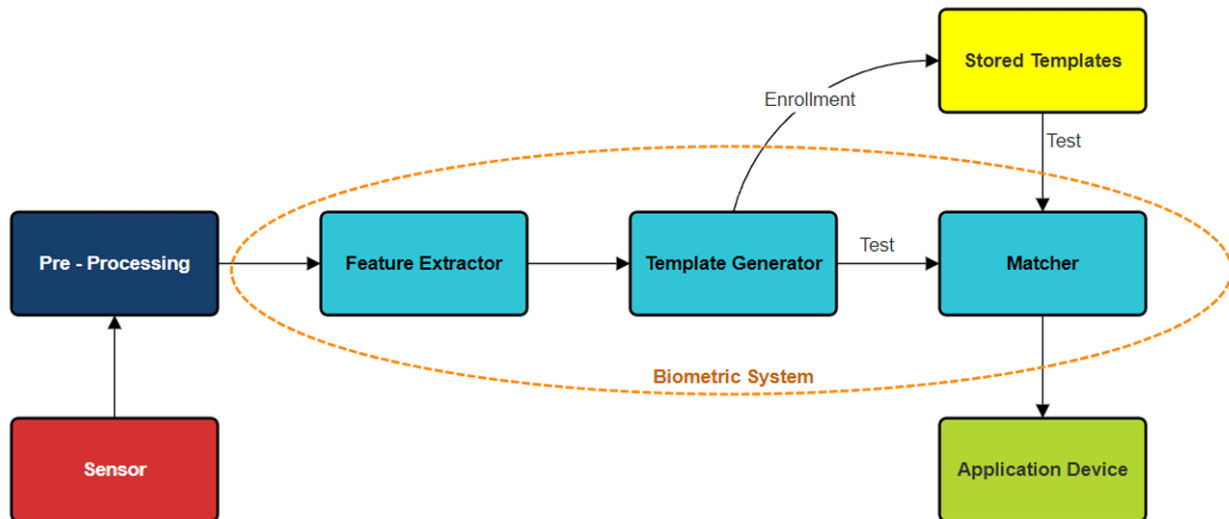 Stored Templates
Enrollment
Test
Pre - Processing
Feature Extractor
Template Generator
Test
Matcher
Biometric System
Sensor
Application Device